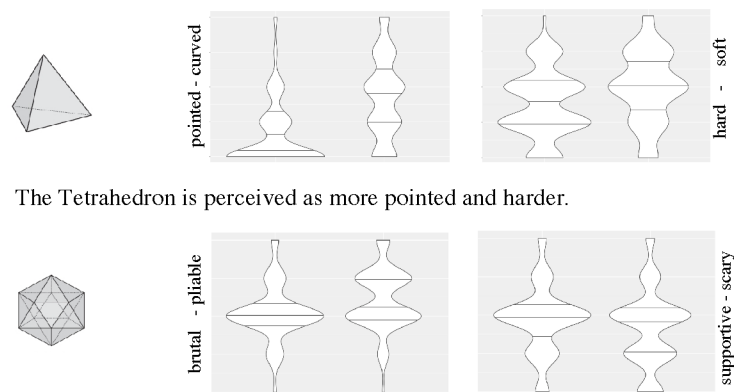 pointed - curved
hard - soft
The Tetrahedron is perceived as more pointed and harder.
brutal - pliable
supportive - scary